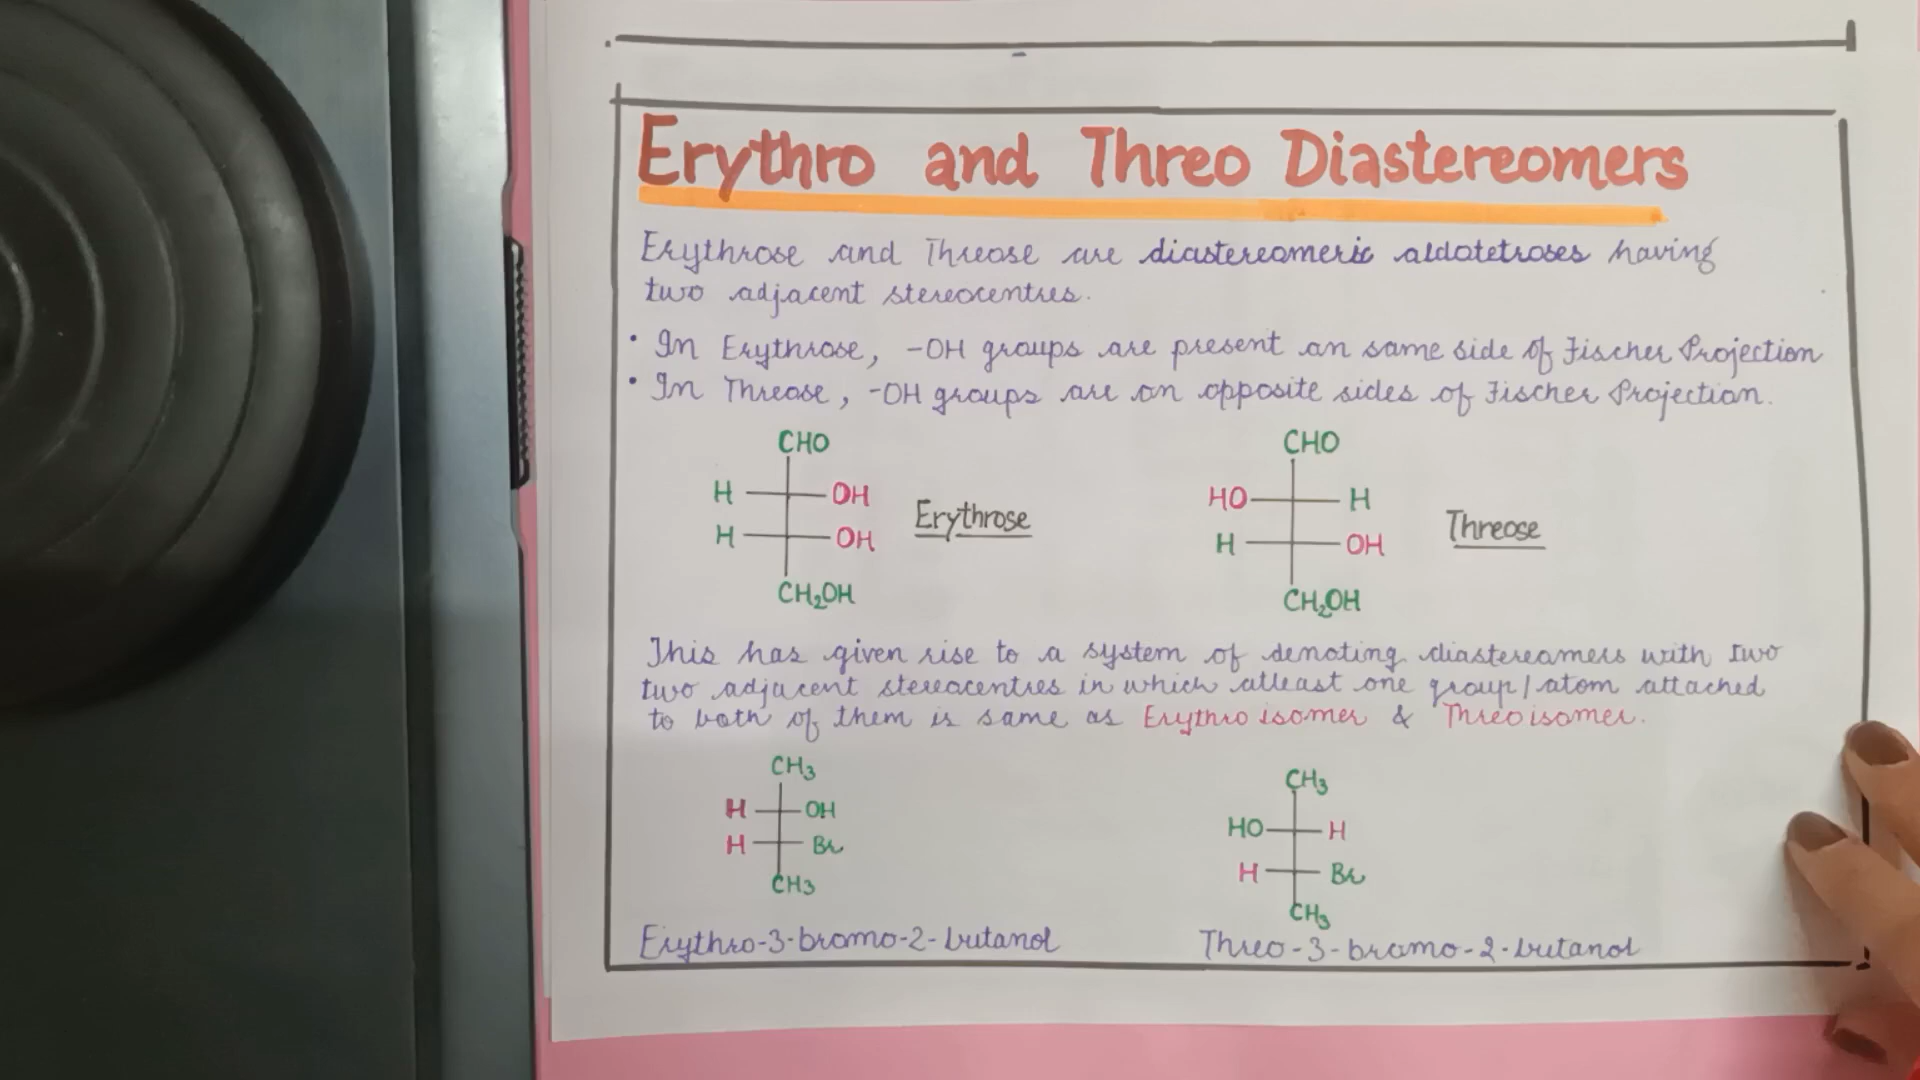 Erythro and Threo Diastereomers
Erythrose and Threose are diastereomeric aldotetroses having
two adjacent stereocentres.
• In Erythrose, -OH groups are present on same side of Fischer Projection
• In Threose, -OH groups are on opposite sides of Fischer Projection.
CHO
H OH
H OH
CH₂OH
Erythrose
CHO
HO H
H OH
CH₂OH
Threose
This has given rise to a system of denoting diastereomers with two
two adjacent stereocentres in which atleast one group/atom attached
to both of them is same as Erythro isomer & Threo isomer.
CH₃
H OH
H Br
CH₃
Erythro-3-bromo-2-butanol
CH₃
HO H
H Br
CH₃
Threo-3-bromo-2-butanol